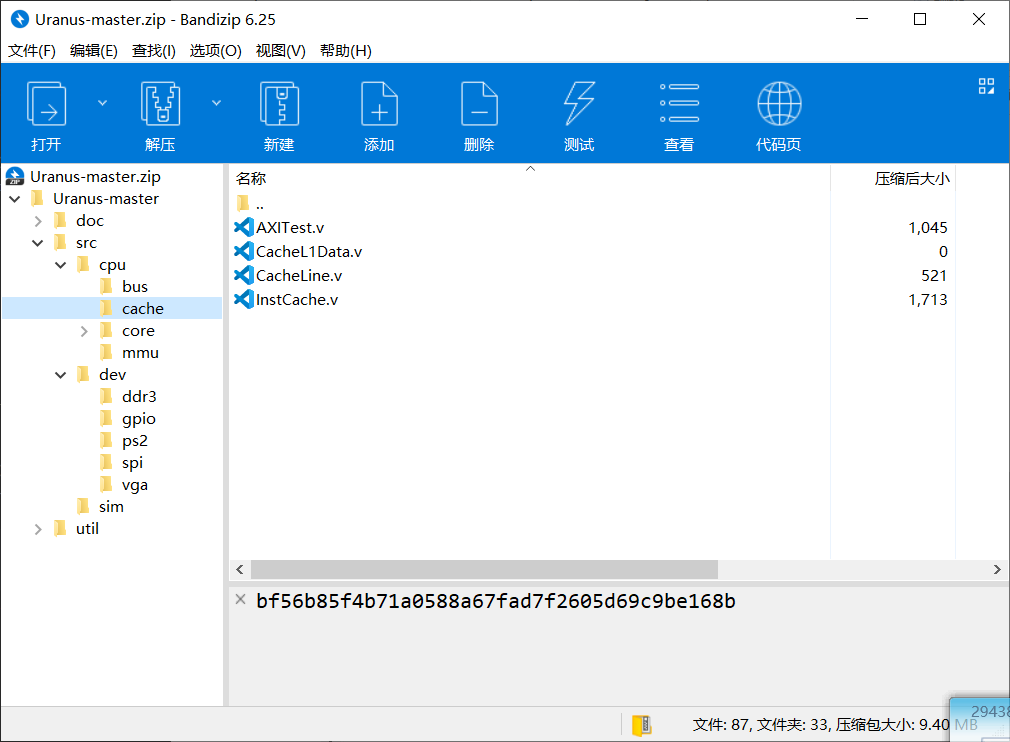 Uranus-master.zip - Bandizip 6.25
文件(F) 编辑(E) 查找(I) 选项(O) 视图(V) 帮助(H)
打开 解压 新建 添加 删除 测试 查看 代码页
Uranus-master.zip
Uranus-master
doc
src
cpu
bus
cache
core
mmu
dev
ddr3
gpio
ps2
spi
vga
sim
util
名称 压缩后大小
..
AXITest.v 1,045
CacheL1Data.v 0
CacheLine.v 521
InstCache.v 1,713
bf56b85f4b71a0588a67fad7f2605d69c9be168b
文件: 87, 文件夹: 33, 压缩包大小: 9.40 MB
29438